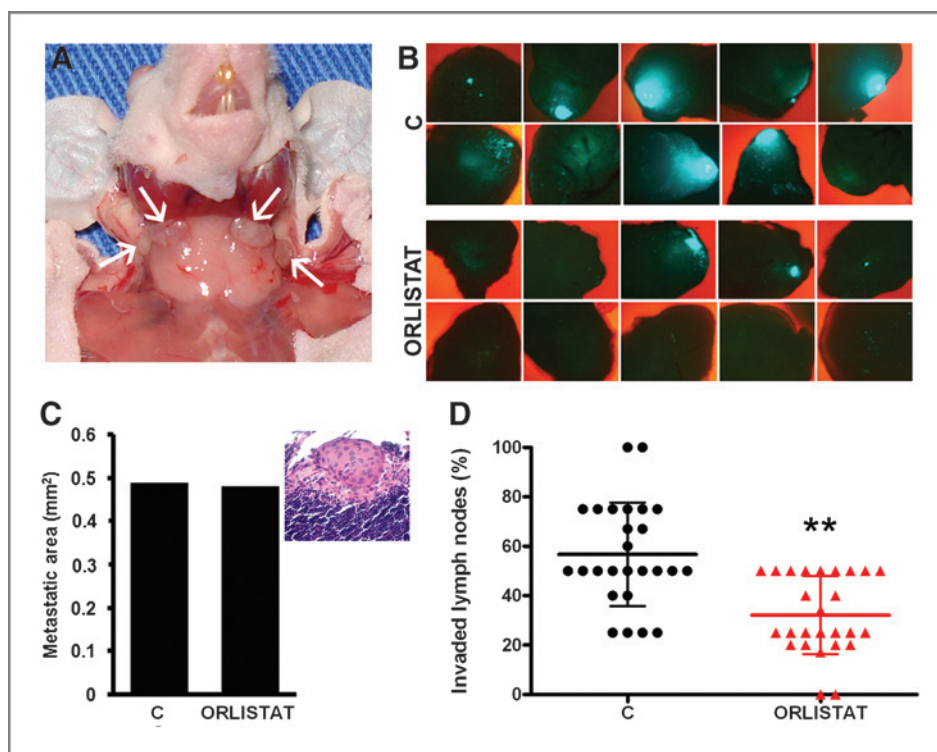 A
B
C
ORLISTAT
C
Metastatic area (mm²)
0.6
0.5
0.4
0.3
0.2
0.1
0
C
ORLISTAT
D
Invaded lymph nodes (%)
100
80
60
40
20
0
**
C
ORLISTAT